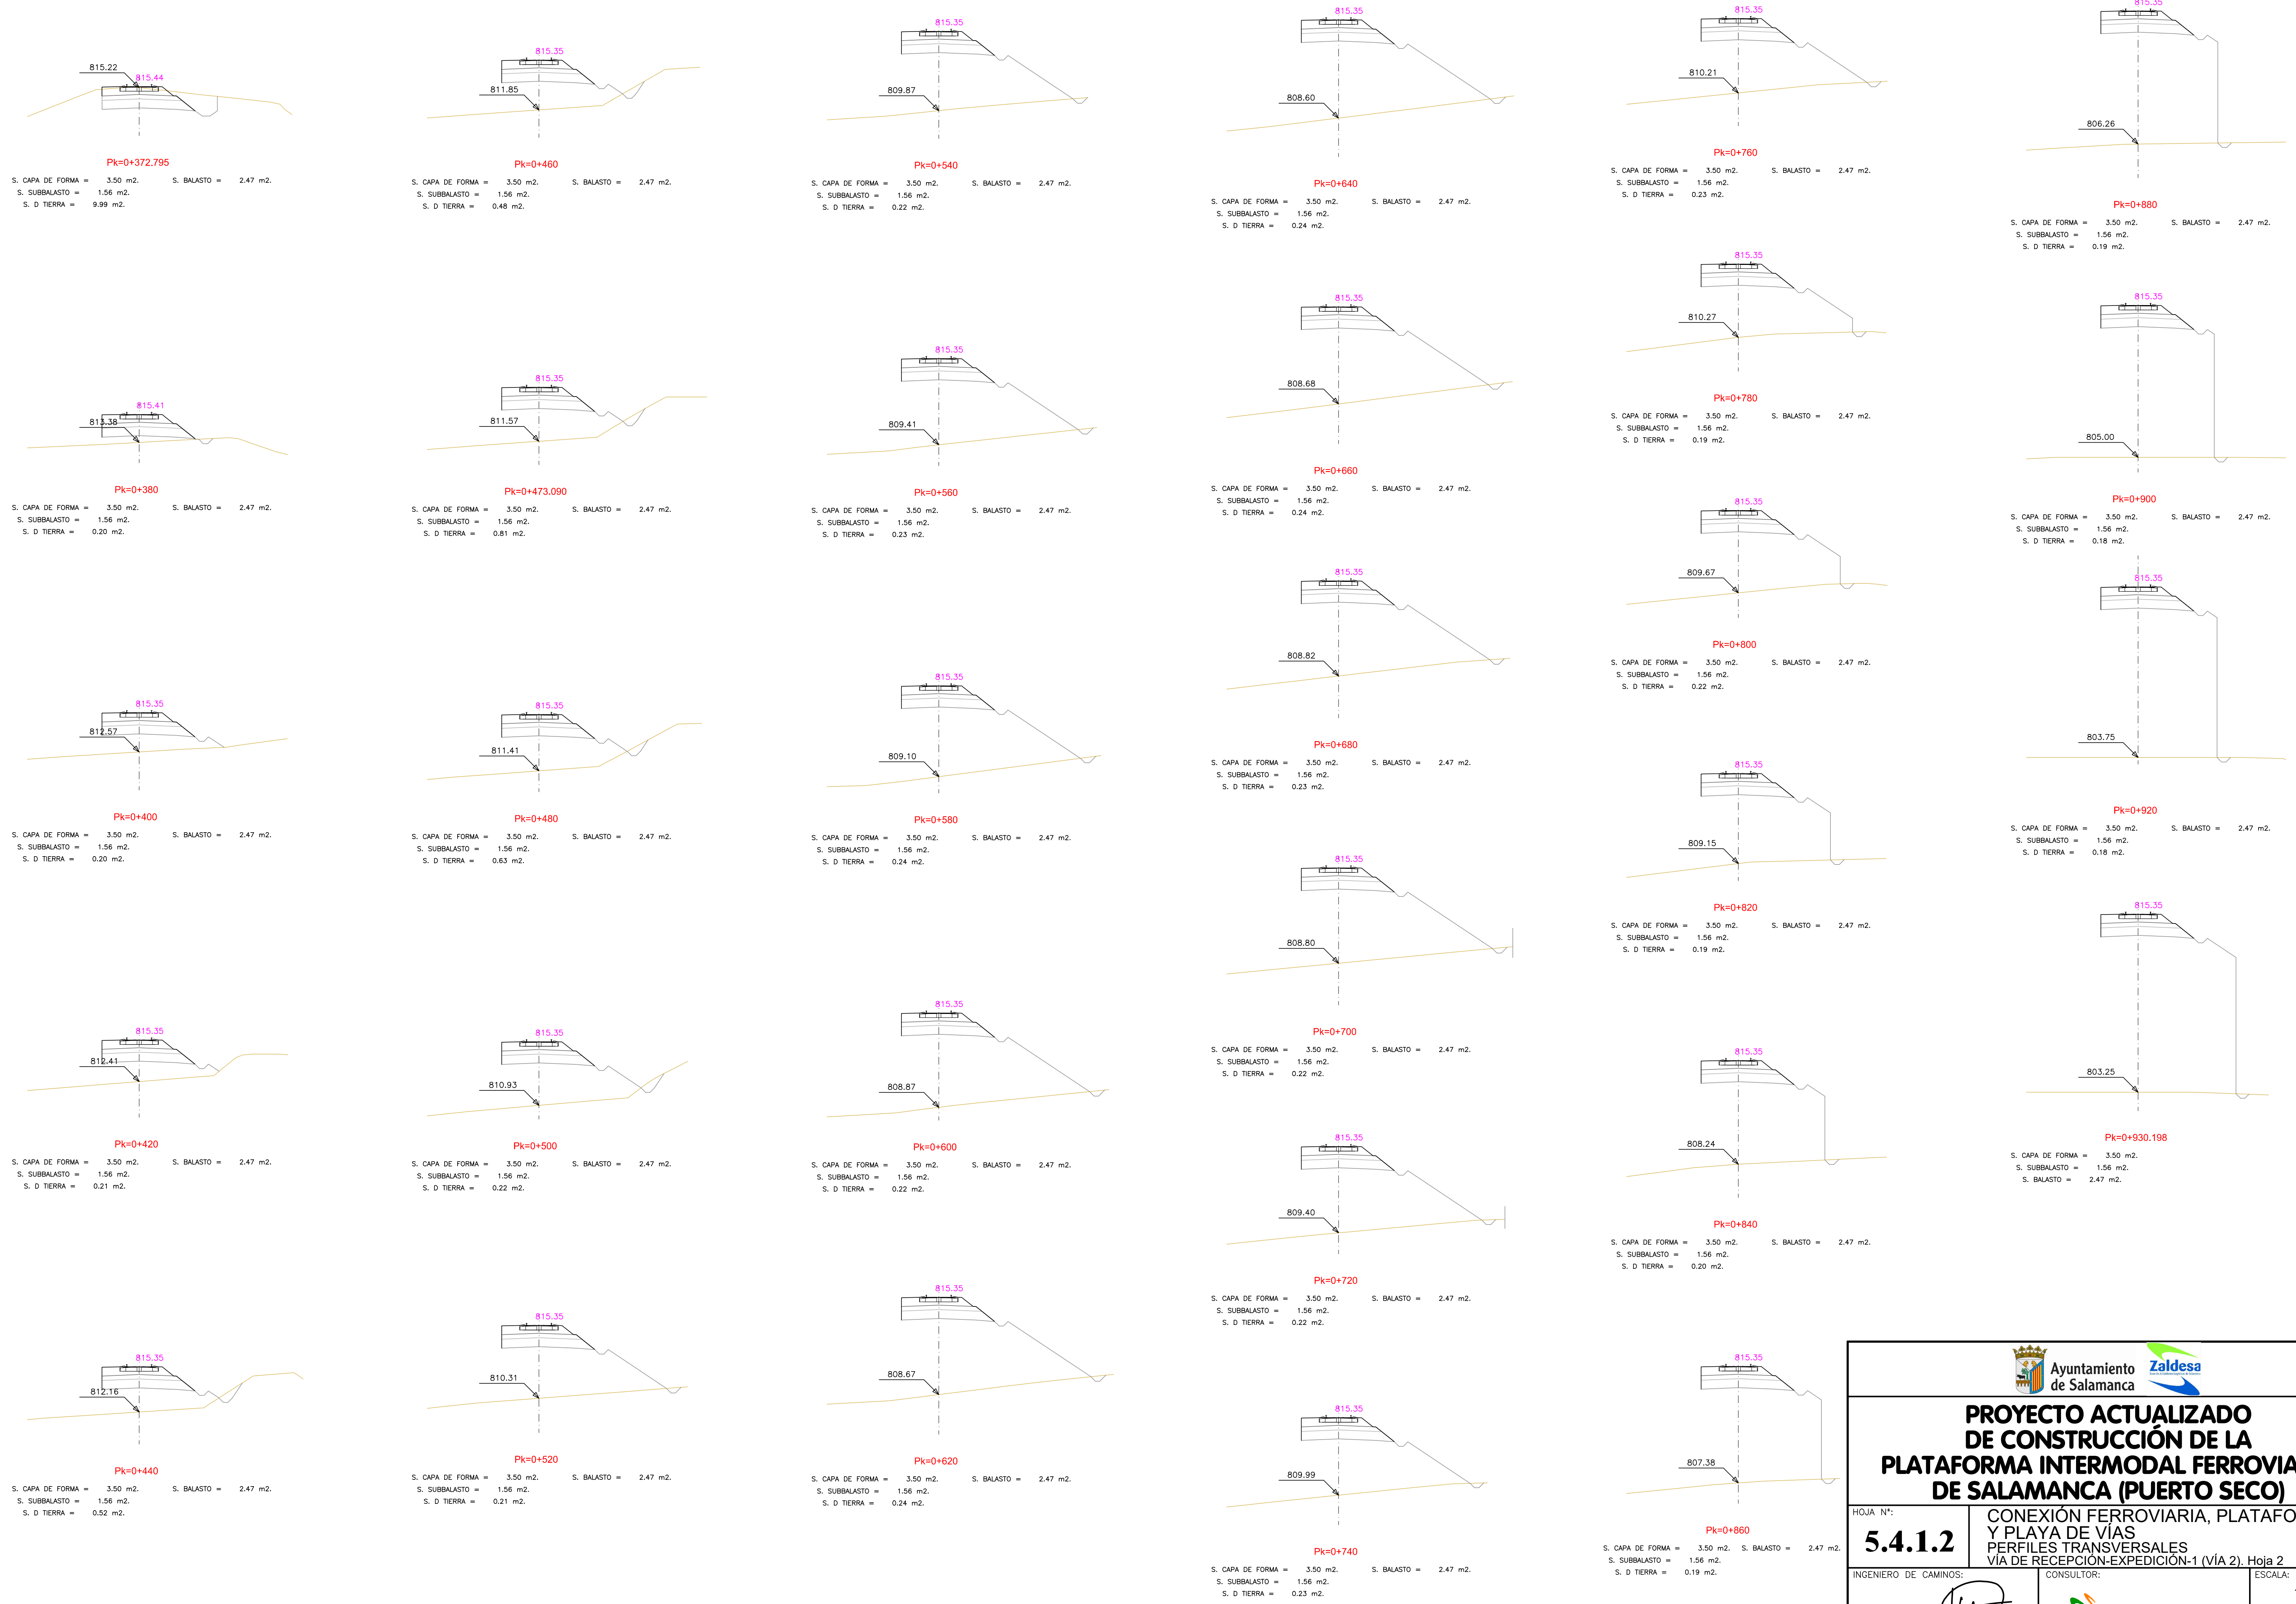 815.22
815.44
Pk=0+372.795
S. CAPA DE FORMA = 3.50 m2. S. BALASTO = 2.47 m2.
S. SUBBALASTO = 1.56 m2.
S. D TIERRA = 9.99 m2.
815.41
813.38
Pk=0+380
S. CAPA DE FORMA = 3.50 m2. S. BALASTO = 2.47 m2.
S. SUBBALASTO = 1.56 m2.
S. D TIERRA = 0.20 m2.
815.35
812.57
Pk=0+400
S. CAPA DE FORMA = 3.50 m2. S. BALASTO = 2.47 m2.
S. SUBBALASTO = 1.56 m2.
S. D TIERRA = 0.20 m2.
815.35
812.41
Pk=0+420
S. CAPA DE FORMA = 3.50 m2. S. BALASTO = 2.47 m2.
S. SUBBALASTO = 1.56 m2.
S. D TIERRA = 0.21 m2.
815.35
812.16
Pk=0+440
S. CAPA DE FORMA = 3.50 m2. S. BALASTO = 2.47 m2.
S. SUBBALASTO = 1.56 m2.
S. D TIERRA = 0.52 m2.
815.35
811.85
Pk=0+460
S. CAPA DE FORMA = 3.50 m2. S. BALASTO = 2.47 m2.
S. SUBBALASTO = 1.56 m2.
S. D TIERRA = 0.48 m2.
815.35
811.57
Pk=0+473.090
S. CAPA DE FORMA = 3.50 m2. S. BALASTO = 2.47 m2.
S. SUBBALASTO = 1.56 m2.
S. D TIERRA = 0.81 m2.
815.35
811.41
Pk=0+480
S. CAPA DE FORMA = 3.50 m2. S. BALASTO = 2.47 m2.
S. SUBBALASTO = 1.56 m2.
S. D TIERRA = 0.63 m2.
815.35
810.93
Pk=0+500
S. CAPA DE FORMA = 3.50 m2. S. BALASTO = 2.47 m2.
S. SUBBALASTO = 1.56 m2.
S. D TIERRA = 0.22 m2.
815.35
810.31
Pk=0+520
S. CAPA DE FORMA = 3.50 m2. S. BALASTO = 2.47 m2.
S. SUBBALASTO = 1.56 m2.
S. D TIERRA = 0.21 m2.
815.35
809.87
Pk=0+540
S. CAPA DE FORMA = 3.50 m2. S. BALASTO = 2.47 m2.
S. SUBBALASTO = 1.56 m2.
S. D TIERRA = 0.22 m2.
815.35
809.41
Pk=0+560
S. CAPA DE FORMA = 3.50 m2. S. BALASTO = 2.47 m2.
S. SUBBALASTO = 1.56 m2.
S. D TIERRA = 0.23 m2.
815.35
809.10
Pk=0+580
S. CAPA DE FORMA = 3.50 m2. S. BALASTO = 2.47 m2.
S. SUBBALASTO = 1.56 m2.
S. D TIERRA = 0.24 m2.
815.35
808.87
Pk=0+600
S. CAPA DE FORMA = 3.50 m2. S. BALASTO = 2.47 m2.
S. SUBBALASTO = 1.56 m2.
S. D TIERRA = 0.22 m2.
815.35
808.67
Pk=0+620
S. CAPA DE FORMA = 3.50 m2. S. BALASTO = 2.47 m2.
S. SUBBALASTO = 1.56 m2.
S. D TIERRA = 0.24 m2.
815.35
808.60
Pk=0+640
S. CAPA DE FORMA = 3.50 m2. S. BALASTO = 2.47 m2.
S. SUBBALASTO = 1.56 m2.
S. D TIERRA = 0.24 m2.
815.35
808.68
Pk=0+660
S. CAPA DE FORMA = 3.50 m2. S. BALASTO = 2.47 m2.
S. SUBBALASTO = 1.56 m2.
S. D TIERRA = 0.24 m2.
815.35
808.82
Pk=0+680
S. CAPA DE FORMA = 3.50 m2. S. BALASTO = 2.47 m2.
S. SUBBALASTO = 1.56 m2.
S. D TIERRA = 0.23 m2.
815.35
808.80
Pk=0+700
S. CAPA DE FORMA = 3.50 m2. S. BALASTO = 2.47 m2.
S. SUBBALASTO = 1.56 m2.
S. D TIERRA = 0.22 m2.
815.35
809.40
Pk=0+720
S. CAPA DE FORMA = 3.50 m2. S. BALASTO = 2.47 m2.
S. SUBBALASTO = 1.56 m2.
S. D TIERRA = 0.22 m2.
815.35
809.99
Pk=0+740
S. CAPA DE FORMA = 3.50 m2. S. BALASTO = 2.47 m2.
S. SUBBALASTO = 1.56 m2.
S. D TIERRA = 0.23 m2.
815.35
810.21
Pk=0+760
S. CAPA DE FORMA = 3.50 m2. S. BALASTO = 2.47 m2.
S. SUBBALASTO = 1.56 m2.
S. D TIERRA = 0.23 m2.
815.35
810.27
Pk=0+780
S. CAPA DE FORMA = 3.50 m2. S. BALASTO = 2.47 m2.
S. SUBBALASTO = 1.56 m2.
S. D TIERRA = 0.19 m2.
815.35
809.67
Pk=0+800
S. CAPA DE FORMA = 3.50 m2. S. BALASTO = 2.47 m2.
S. SUBBALASTO = 1.56 m2.
S. D TIERRA = 0.22 m2.
815.35
809.15
Pk=0+820
S. CAPA DE FORMA = 3.50 m2. S. BALASTO = 2.47 m2.
S. SUBBALASTO = 1.56 m2.
S. D TIERRA = 0.19 m2.
815.35
808.24
Pk=0+840
S. CAPA DE FORMA = 3.50 m2. S. BALASTO = 2.47 m2.
S. SUBBALASTO = 1.56 m2.
S. D TIERRA = 0.20 m2.
815.35
807.38
Pk=0+860
S. CAPA DE FORMA = 3.50 m2. S. BALASTO = 2.47 m2.
S. SUBBALASTO = 1.56 m2.
S. D TIERRA = 0.19 m2.
815.35
806.26
Pk=0+880
S. CAPA DE FORMA = 3.50 m2. S. BALASTO = 2.47 m2.
S. SUBBALASTO = 1.56 m2.
S. D TIERRA = 0.19 m2.
815.35
805.00
Pk=0+900
S. CAPA DE FORMA = 3.50 m2. S. BALASTO = 2.47 m2.
S. SUBBALASTO = 1.56 m2.
S. D TIERRA = 0.18 m2.
815.35
803.75
Pk=0+920
S. CAPA DE FORMA = 3.50 m2. S. BALASTO = 2.47 m2.
S. SUBBALASTO = 1.56 m2.
S. D TIERRA = 0.18 m2.
815.35
803.25
Pk=0+930.198
S. CAPA DE FORMA = 3.50 m2.
S. SUBBALASTO = 1.56 m2.
S. BALASTO = 2.47 m2.
Ayuntamiento
de Salamanca
Zaldesa
PROYECTO ACTUALIZADO
DE CONSTRUCCIÓN DE LA
PLATAFORMA INTERMODAL FERROVIA
DE SALAMANCA (PUERTO SECO)
HOJA Nº:
5.4.1.2
CONEXIÓN FERROVIARIA, PLATAFO
Y PLAYA DE VÍAS
PERFILES TRANSVERSALES
VÍA DE RECEPCIÓN-EXPEDICIÓN-1 (VÍA 2). Hoja 2
INGENIERO DE CAMINOS:
CONSULTOR:
ESCALA: